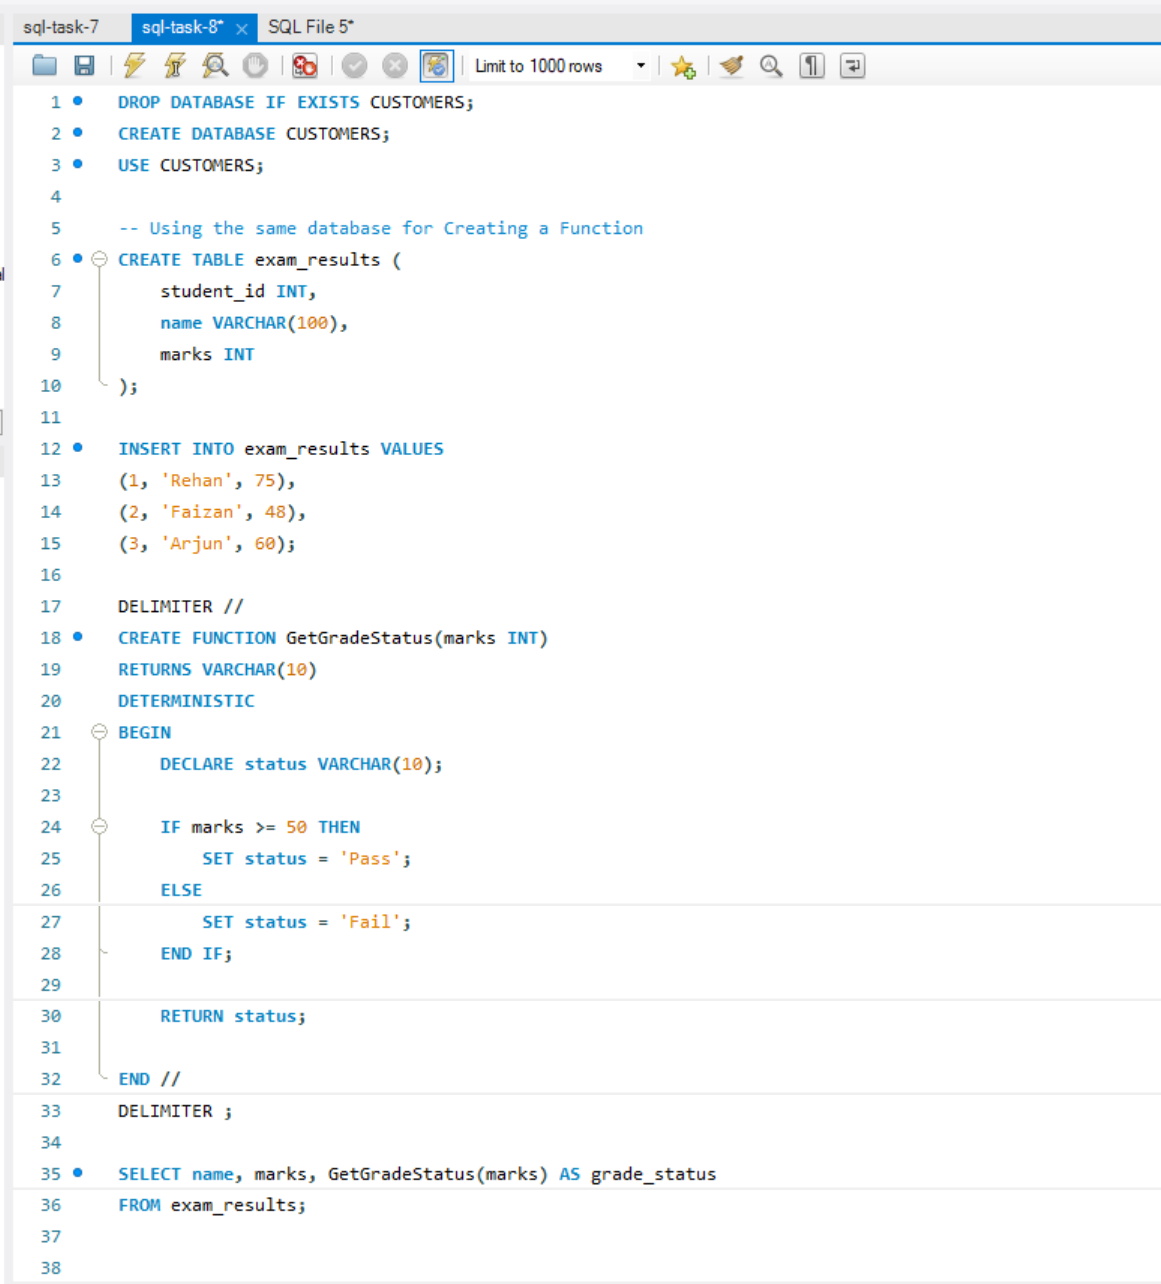 sql-task-7 sql-task-8* × SQL File 5*
Limit to 1000 rows
1 DROP DATABASE IF EXISTS CUSTOMERS;
2 CREATE DATABASE CUSTOMERS;
3 USE CUSTOMERS;
4
5 -- Using the same database for Creating a Function
6 CREATE TABLE exam_results (
7 student_id INT,
8 name VARCHAR(100),
9 marks INT
10 );
11
12 INSERT INTO exam_results VALUES
13 (1, 'Rehan', 75),
14 (2, 'Faizan', 48),
15 (3, 'Arjun', 60);
16
17 DELIMITER //
18 CREATE FUNCTION GetGradeStatus(marks INT)
19 RETURNS VARCHAR(10)
20 DETERMINISTIC
21 BEGIN
22 DECLARE status VARCHAR(10);
23
24 IF marks >= 50 THEN
25 SET status = 'Pass';
26 ELSE
27 SET status = 'Fail';
28 END IF;
29
30 RETURN status;
31
32 END //
33 DELIMITER ;
34
35 SELECT name, marks, GetGradeStatus(marks) AS grade_status
36 FROM exam_results;
37
38